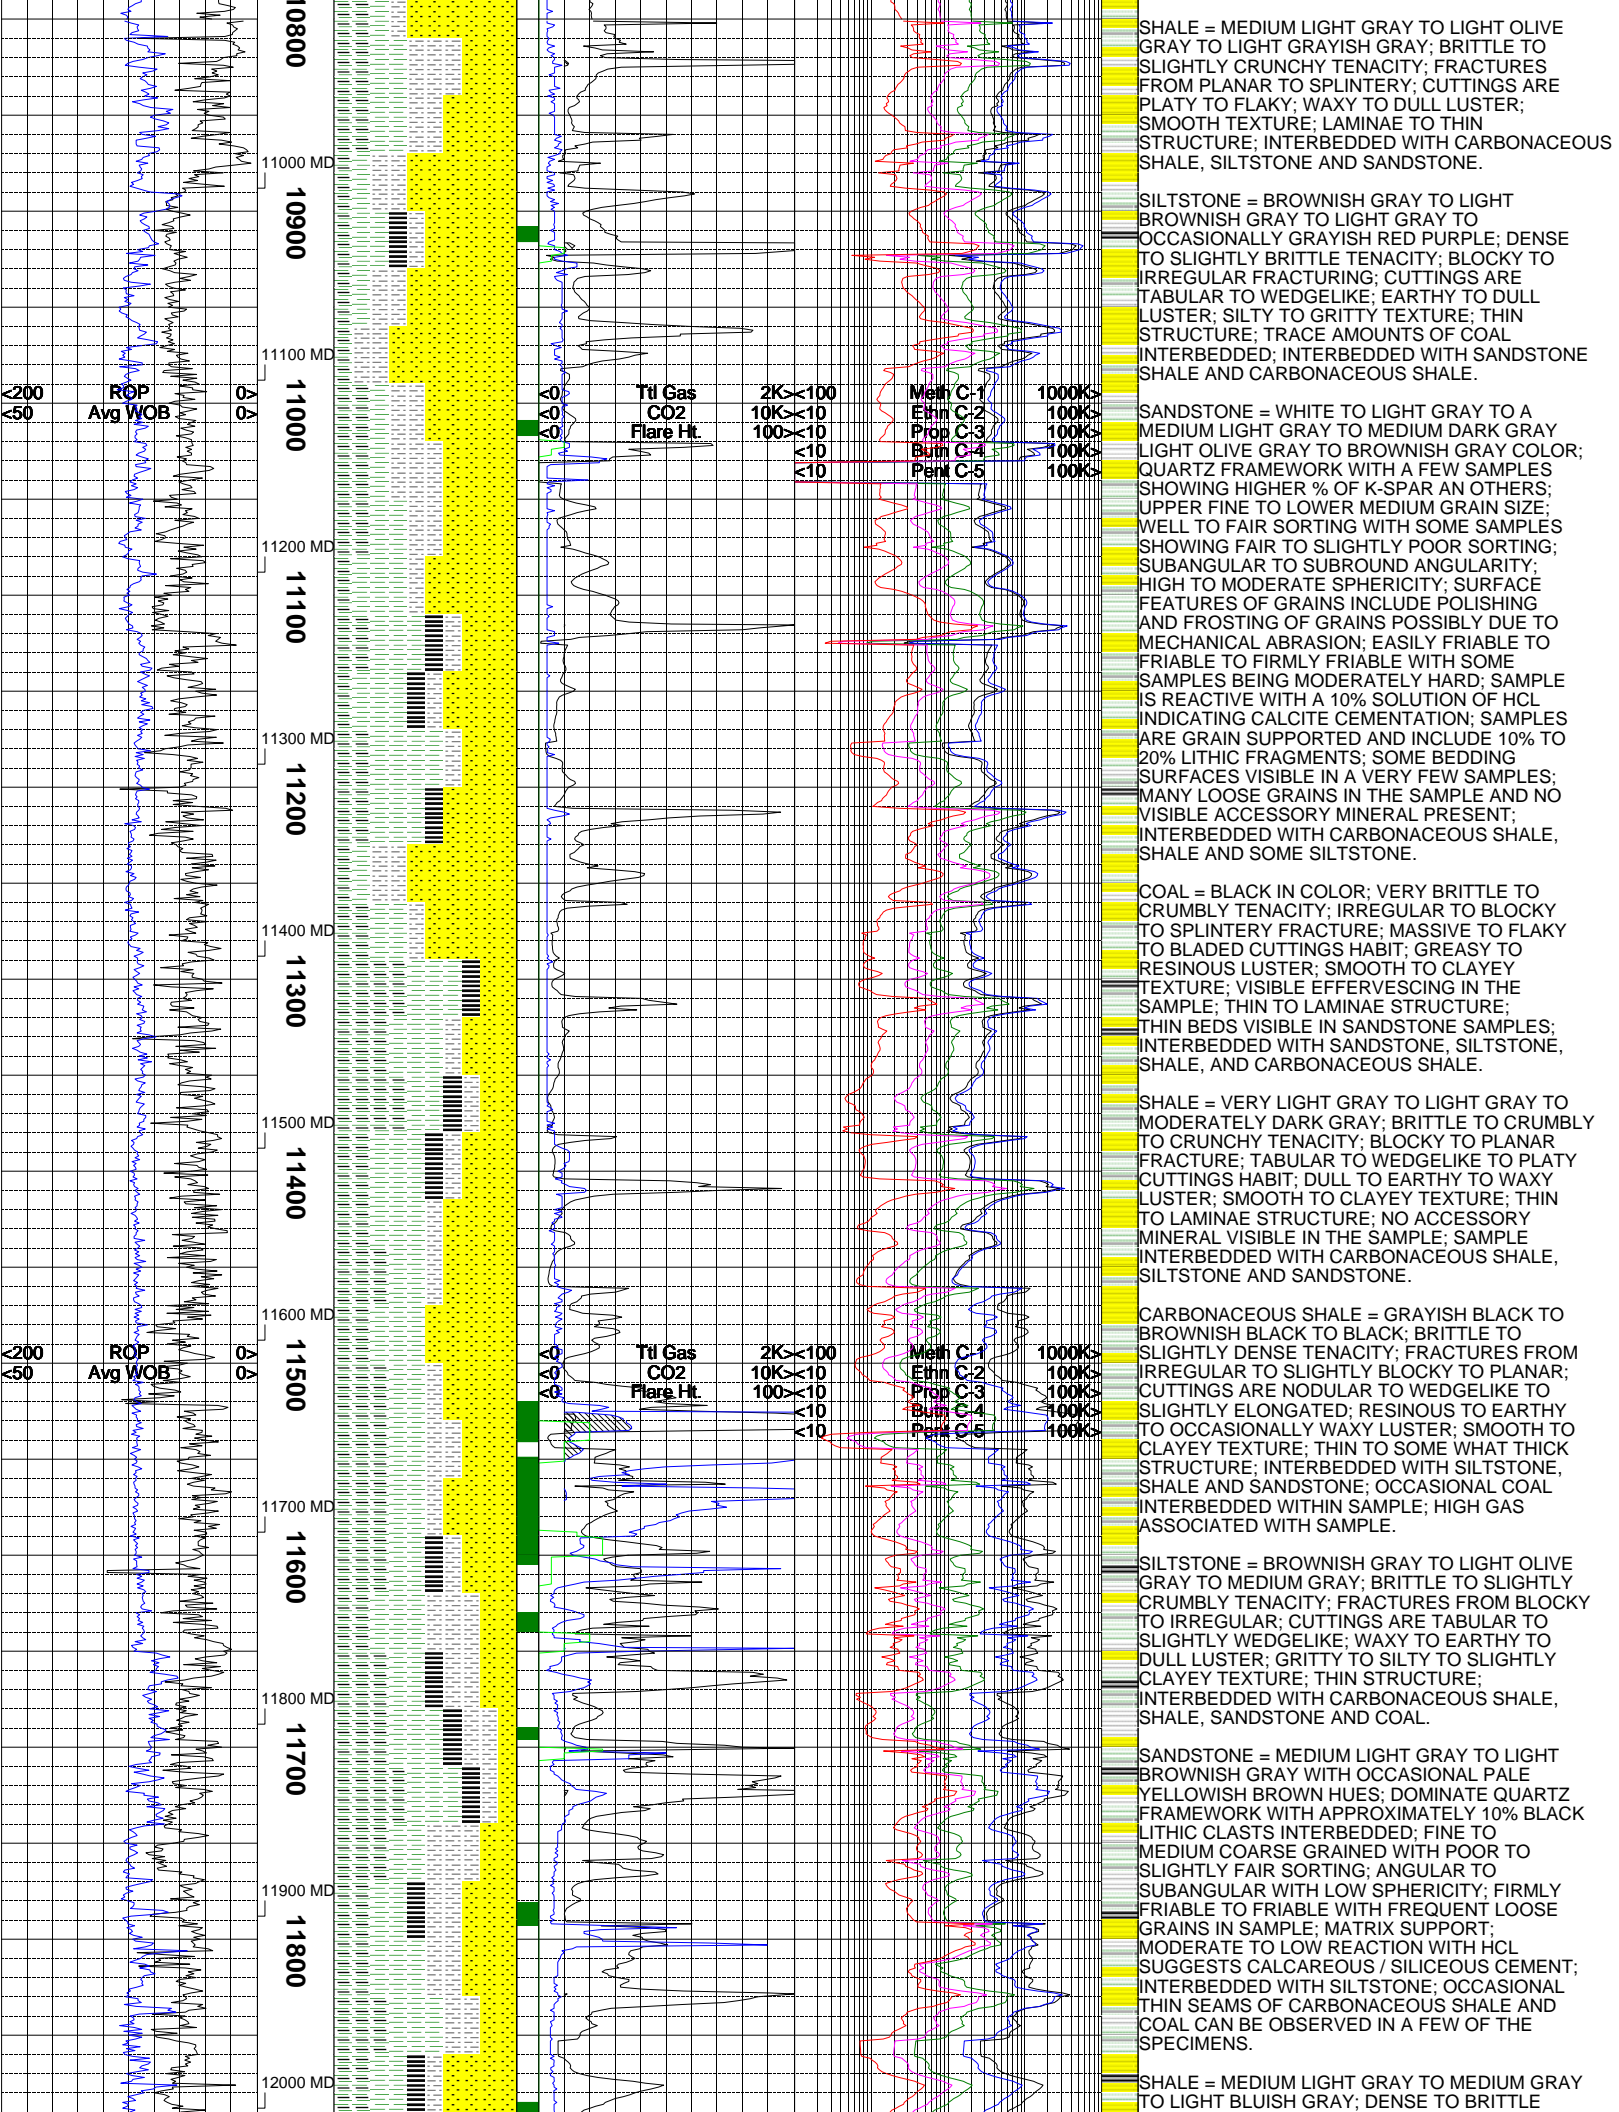 10800
11000 MD
10900
11100 MD
<200 ROP 0>
<50 Avg WOB 0>
11000
<0 Ttl Gas 2K>
<0 CO2 10K>
<0 Flare Ht. 100>
<100 Meth C-1 1000K>
<10 Ethn C-2 100K>
<10 Prop C-3 100K>
<10 Butn C-4 100K>
<10 Pent C-5 100K>
11200 MD
11100
11300 MD
11200
11400 MD
11300
11500 MD
11400
11600 MD
<200 ROP 0>
<50 Avg WOB 0>
11500
<0 Ttl Gas 2K>
<0 CO2 10K>
<0 Flare Ht. 100>
<100 Meth C-1 1000K>
<10 Ethn C-2 100K>
<10 Prop C-3 100K>
<10 Butn C-4 100K>
<10 Pent C-5 100K>
11700 MD
11600
11800 MD
11700
11900 MD
11800
12000 MD
SHALE = MEDIUM LIGHT GRAY TO LIGHT OLIVE
GRAY TO LIGHT GRAYISH GRAY; BRITTLE TO
SLIGHTLY CRUNCHY TENACITY; FRACTURES
FROM PLANAR TO SPLINTERY; CUTTINGS ARE
PLATY TO FLAKY; WAXY TO DULL LUSTER;
SMOOTH TEXTURE; LAMINAE TO THIN
STRUCTURE; INTERBEDDED WITH CARBONACEOUS
SHALE, SILTSTONE AND SANDSTONE.
SILTSTONE = BROWNISH GRAY TO LIGHT
BROWNISH GRAY TO LIGHT GRAY TO
OCCASIONALLY GRAYISH RED PURPLE; DENSE
TO SLIGHTLY BRITTLE TENACITY; BLOCKY TO
IRREGULAR FRACTURING; CUTTINGS ARE
TABULAR TO WEDGELIKE; EARTHY TO DULL
LUSTER; SILTY TO GRITTY TEXTURE; THIN
STRUCTURE; TRACE AMOUNTS OF COAL
INTERBEDDED; INTERBEDDED WITH SANDSTONE
SHALE AND CARBONACEOUS SHALE.
SANDSTONE = WHITE TO LIGHT GRAY TO A
MEDIUM LIGHT GRAY TO MEDIUM DARK GRAY
LIGHT OLIVE GRAY TO BROWNISH GRAY COLOR;
QUARTZ FRAMEWORK WITH A FEW SAMPLES
SHOWING HIGHER % OF K-SPAR AN OTHERS;
UPPER FINE TO LOWER MEDIUM GRAIN SIZE;
WELL TO FAIR SORTING WITH SOME SAMPLES
SHOWING FAIR TO SLIGHTLY POOR SORTING;
SUBANGULAR TO SUBROUND ANGULARITY;
HIGH TO MODERATE SPHERICITY; SURFACE
FEATURES OF GRAINS INCLUDE POLISHING
AND FROSTING OF GRAINS POSSIBLY DUE TO
MECHANICAL ABRASION; EASILY FRIABLE TO
FRIABLE TO FIRMLY FRIABLE WITH SOME
SAMPLES BEING MODERATELY HARD; SAMPLE
IS REACTIVE WITH A 10% SOLUTION OF HCL
INDICATING CALCITE CEMENTATION; SAMPLES
ARE GRAIN SUPPORTED AND INCLUDE 10% TO
20% LITHIC FRAGMENTS; SOME BEDDING
SURFACES VISIBLE IN A VERY FEW SAMPLES;
MANY LOOSE GRAINS IN THE SAMPLE AND NO
VISIBLE ACCESSORY MINERAL PRESENT;
INTERBEDDED WITH CARBONACEOUS SHALE,
SHALE AND SOME SILTSTONE.
COAL = BLACK IN COLOR; VERY BRITTLE TO
CRUMBLY TENACITY; IRREGULAR TO BLOCKY
TO SPLINTERY FRACTURE; MASSIVE TO FLAKY
TO BLADED CUTTINGS HABIT; GREASY TO
RESINOUS LUSTER; SMOOTH TO CLAYEY
TEXTURE; VISIBLE EFFERVESCING IN THE
SAMPLE; THIN TO LAMINAE STRUCTURE;
THIN BEDS VISIBLE IN SANDSTONE SAMPLES;
INTERBEDDED WITH SANDSTONE, SILTSTONE,
SHALE, AND CARBONACEOUS SHALE.
SHALE = VERY LIGHT GRAY TO LIGHT GRAY TO
MODERATELY DARK GRAY; BRITTLE TO CRUMBLY
TO CRUNCHY TENACITY; BLOCKY TO PLANAR
FRACTURE; TABULAR TO WEDGELIKE TO PLATY
CUTTINGS HABIT; DULL TO EARTHY TO WAXY
LUSTER; SMOOTH TO CLAYEY TEXTURE; THIN
TO LAMINAE STRUCTURE; NO ACCESSORY
MINERAL VISIBLE IN THE SAMPLE; SAMPLE
INTERBEDDED WITH CARBONACEOUS SHALE,
SILTSTONE AND SANDSTONE.
CARBONACEOUS SHALE = GRAYISH BLACK TO
BROWNISH BLACK TO BLACK; BRITTLE TO
SLIGHTLY DENSE TENACITY; FRACTURES FROM
IRREGULAR TO SLIGHTLY BLOCKY TO PLANAR;
CUTTINGS ARE NODULAR TO WEDGELIKE TO
SLIGHTLY ELONGATED; RESINOUS TO EARTHY
TO OCCASIONALLY WAXY LUSTER; SMOOTH TO
CLAYEY TEXTURE; THIN TO SOME WHAT THICK
STRUCTURE; INTERBEDDED WITH SILTSTONE,
SHALE AND SANDSTONE; OCCASIONAL COAL
INTERBEDDED WITHIN SAMPLE; HIGH GAS
ASSOCIATED WITH SAMPLE.
SILTSTONE = BROWNISH GRAY TO LIGHT OLIVE
GRAY TO MEDIUM GRAY; BRITTLE TO SLIGHTLY
CRUMBLY TENACITY; FRACTURES FROM BLOCKY
TO IRREGULAR; CUTTINGS ARE TABULAR TO
SLIGHTLY WEDGELIKE; WAXY TO EARTHY TO
DULL LUSTER; GRITTY TO SILTY TO SLIGHTLY
CLAYEY TEXTURE; THIN STRUCTURE;
INTERBEDDED WITH CARBONACEOUS SHALE,
SHALE, SANDSTONE AND COAL.
SANDSTONE = MEDIUM LIGHT GRAY TO LIGHT
BROWNISH GRAY WITH OCCASIONAL PALE
YELLOWISH BROWN HUES; DOMINATE QUARTZ
FRAMEWORK WITH APPROXIMATELY 10% BLACK
LITHIC CLASTS INTERBEDDED; FINE TO
MEDIUM COARSE GRAINED WITH POOR TO
SLIGHTLY FAIR SORTING; ANGULAR TO
SUBANGULAR WITH LOW SPHERICITY; FIRMLY
FRIABLE TO FRIABLE WITH FREQUENT LOOSE
GRAINS IN SAMPLE; MATRIX SUPPORT;
MODERATE TO LOW REACTION WITH HCL
SUGGESTS CALCAREOUS / SILICEOUS CEMENT;
INTERBEDDED WITH SILTSTONE; OCCASIONAL
THIN SEAMS OF CARBONACEOUS SHALE AND
COAL CAN BE OBSERVED IN A FEW OF THE
SPECIMENS.
SHALE = MEDIUM LIGHT GRAY TO MEDIUM GRAY
TO LIGHT BLUISH GRAY; DENSE TO BRITTLE